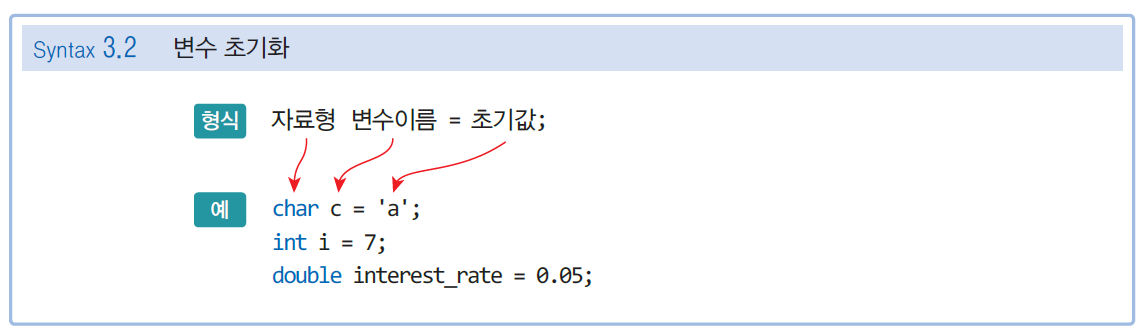 Syntax 3.2 변수 초기화
형식 자료형 변수이름 = 초기값;
예 char c = 'a';
int i = 7;
double interest_rate = 0.05;